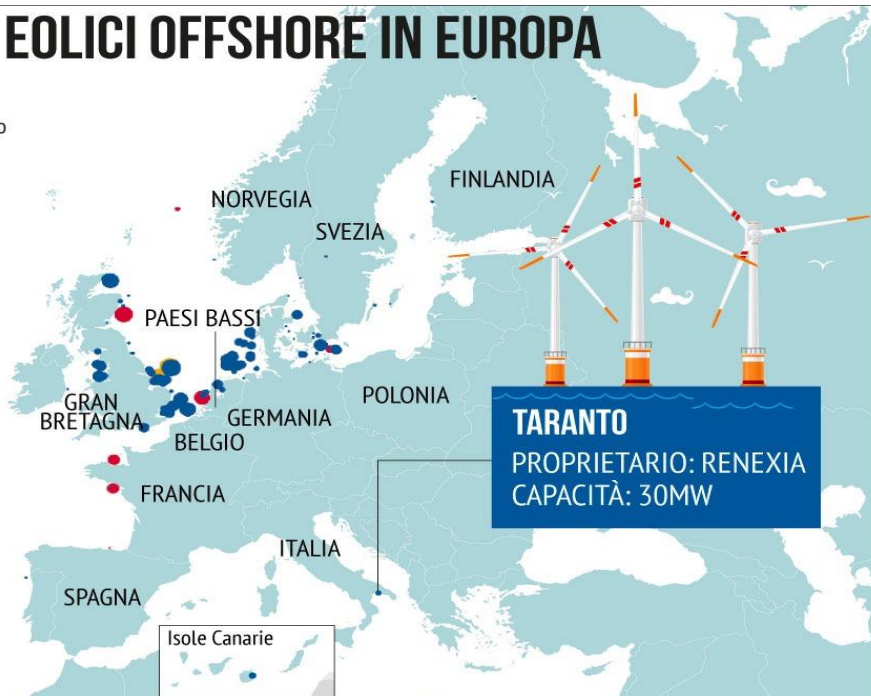 EOLICI OFFSHORE IN EUROPA
o
NORVEGIA
FINLANDIA
SVEZIA
PAESI BASSI
GRAN
BRETAGNA
BELGIO
GERMANIA
POLONIA
FRANCIA
TARANTO
PROPRIETARIO: RENEXIA
CAPACITÀ: 30MW
ITALIA
SPAGNA
Isole Canarie